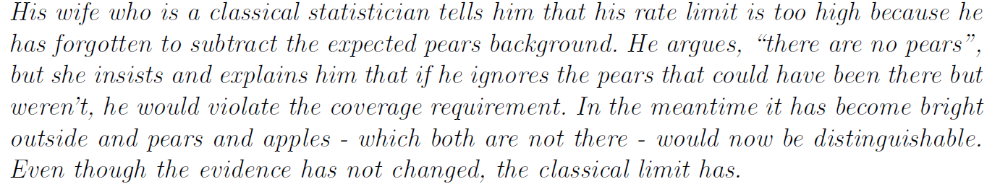 His wife who is a classical statistician tells him that his rate limit is too high because he
has forgotten to subtract the expected pears background. He argues, “there are no pears”,
but she insists and explains him that if he ignores the pears that could have been there but
weren’t, he would violate the coverage requirement. In the meantime it has become bright
outside and pears and apples - which both are not there - would now be distinguishable.
Even though the evidence has not changed, the classical limit has.